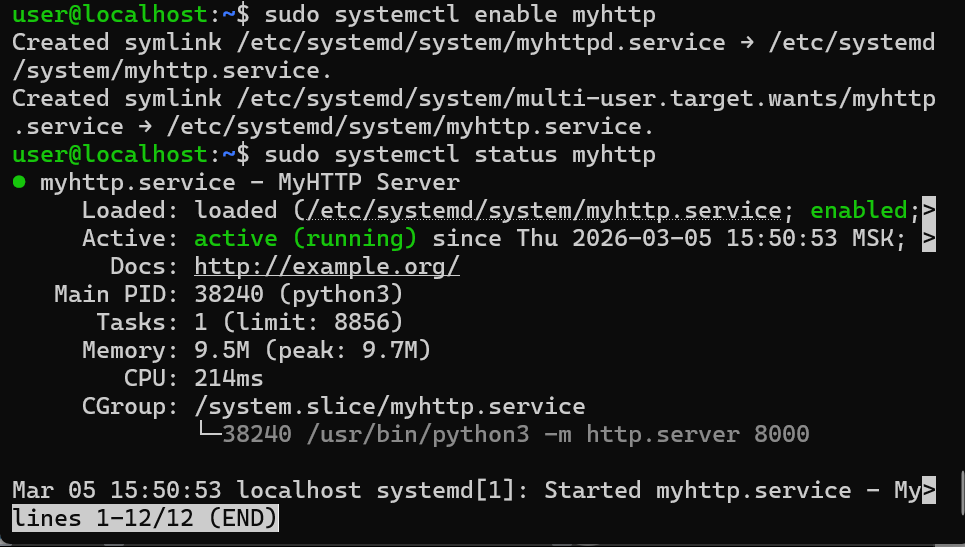 user@localhost:~$ sudo systemctl enable myhttp
Created symlink /etc/systemd/system/myhttpd.service → /etc/systemd
/system/myhttp.service.
Created symlink /etc/systemd/system/multi-user.target.wants/myhttp
.service → /etc/systemd/system/myhttp.service.
user@localhost:~$ sudo systemctl status myhttp
● myhttp.service - MyHTTP Server
     Loaded: loaded (/etc/systemd/system/myhttp.service; enabled;>
     Active: active (running) since Thu 2026-03-05 15:50:53 MSK; >
       Docs: http://example.org/
   Main PID: 38240 (python3)
      Tasks: 1 (limit: 8856)
     Memory: 9.5M (peak: 9.7M)
        CPU: 214ms
     CGroup: /system.slice/myhttp.service
             └─38240 /usr/bin/python3 -m http.server 8000

Mar 05 15:50:53 localhost systemd[1]: Started myhttp.service - My>
lines 1-12/12 (END)